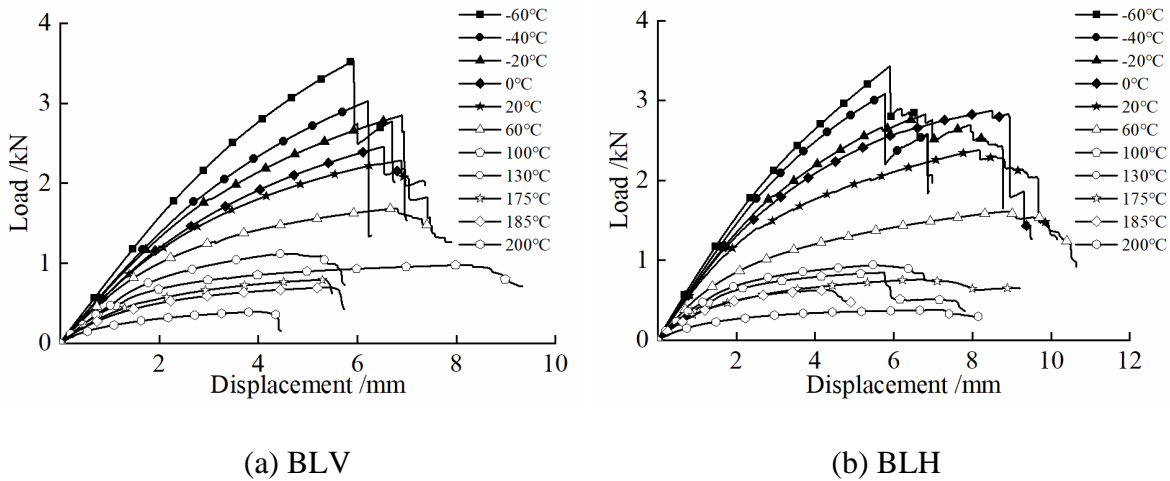 4
3
2
1
0
Load /kN
2
4
6
8
10
Displacement /mm
-60°C
-40°C
-20°C
0°C
20°C
60°C
100°C
130°C
175°C
185°C
200°C
(a) BLV
4
3
2
1
0
Load /kN
2
4
6
8
10
12
Displacement /mm
-60°C
-40°C
-20°C
0°C
20°C
60°C
100°C
130°C
175°C
185°C
200°C
(b) BLH